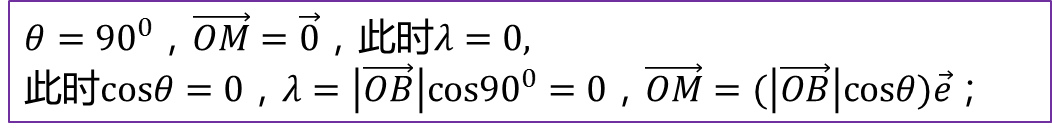 θ = 90⁰ ，$\overrightarrow{OM}$ = $\vec{0}$ ，此时λ = 0,
此时cosθ = 0 ，λ = |$\overrightarrow{OB}$|cos90⁰ = 0 ，$\overrightarrow{OM}$ = (|$\overrightarrow{OB}$|cosθ)$\vec{e}$ ；